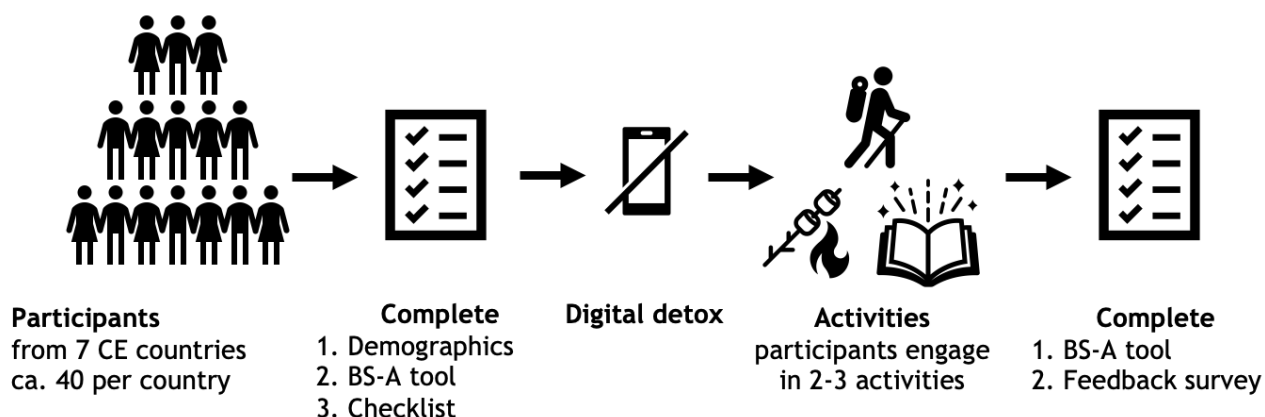 Participants
from 7 CE countries
ca. 40 per country
Complete
1. Demographics
2. BS-A tool
3. Checklist
Digital detox
Activities
participants engage
in 2-3 activities
Complete
1. BS-A tool
2. Feedback survey